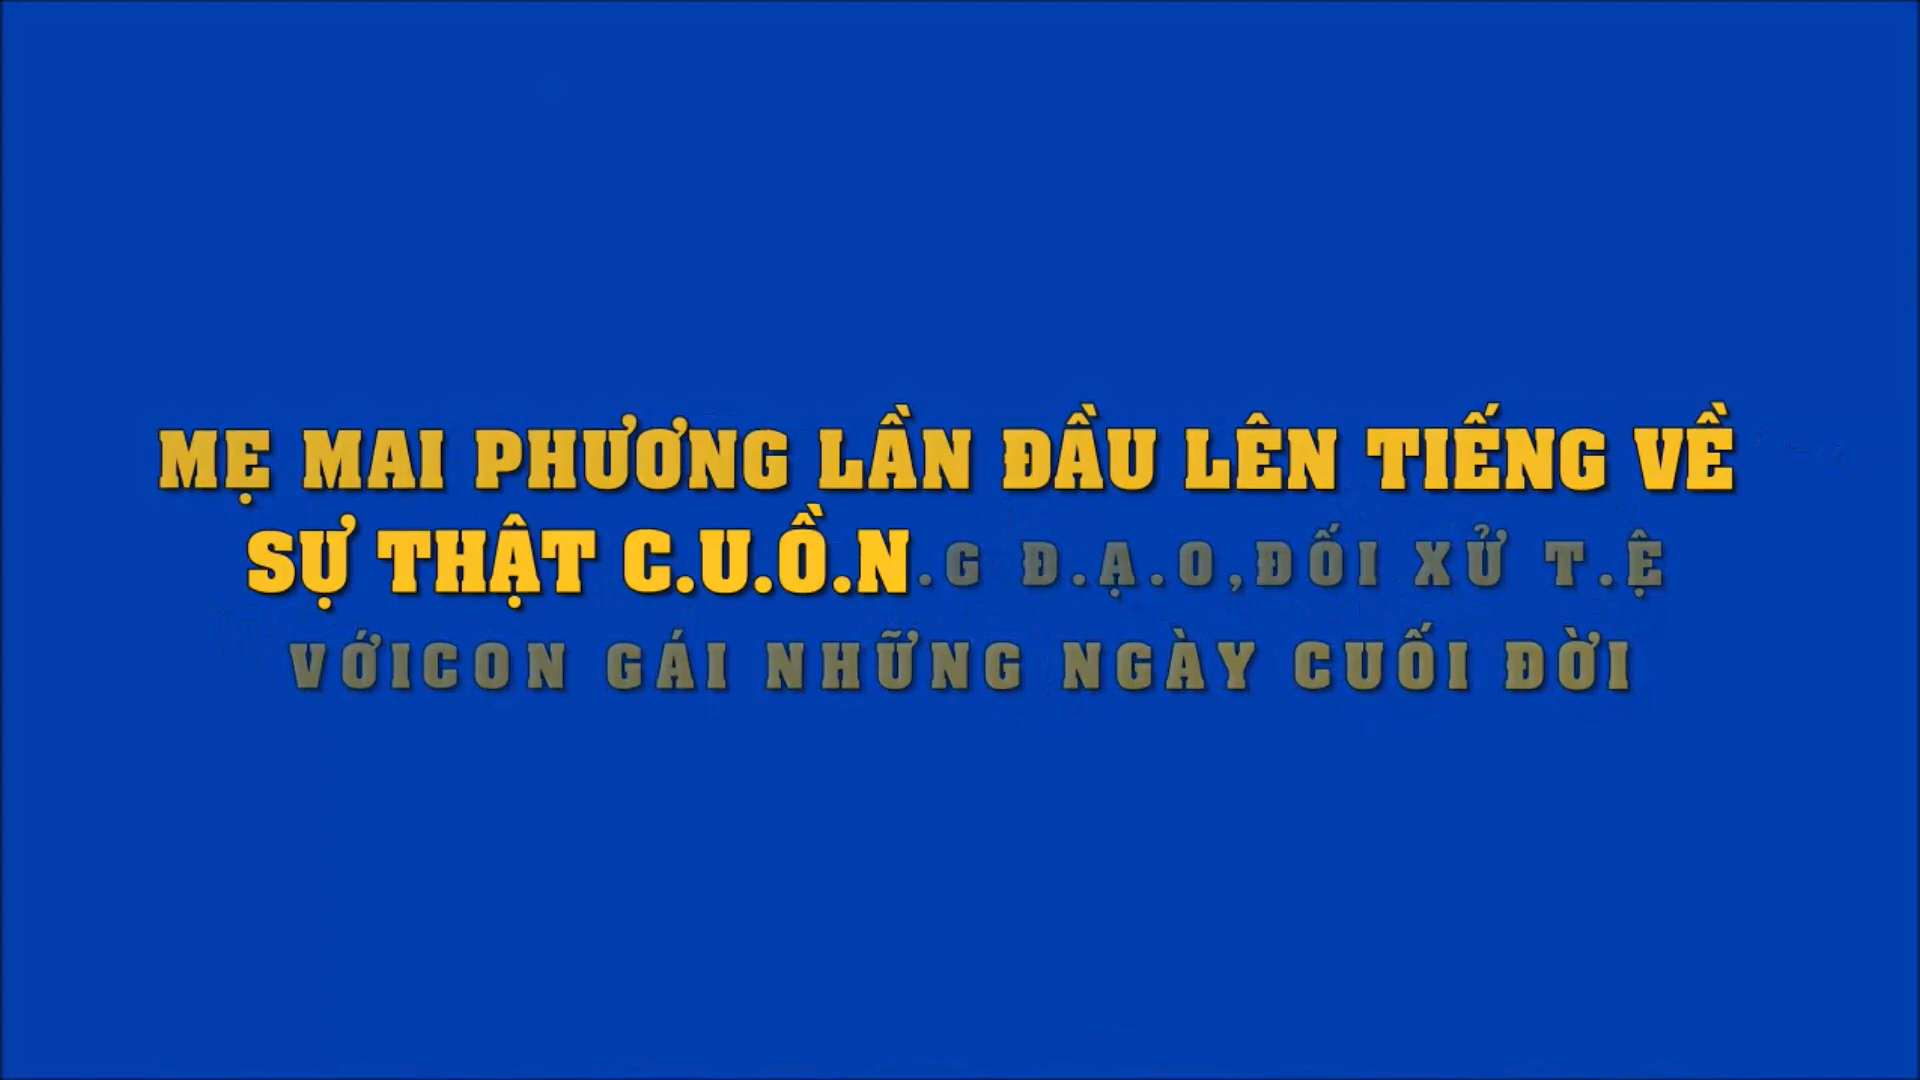 MẸ MAI PHƯƠNG LẦN ĐẦU LÊN TIẾNG VỀ
SỰ THẬT C.U.Ồ.N.G Đ.Ạ.O,ĐỐI XỬ T.Ệ
VỚICON GÁI NHỮNG NGÀY CUỐI ĐỜI